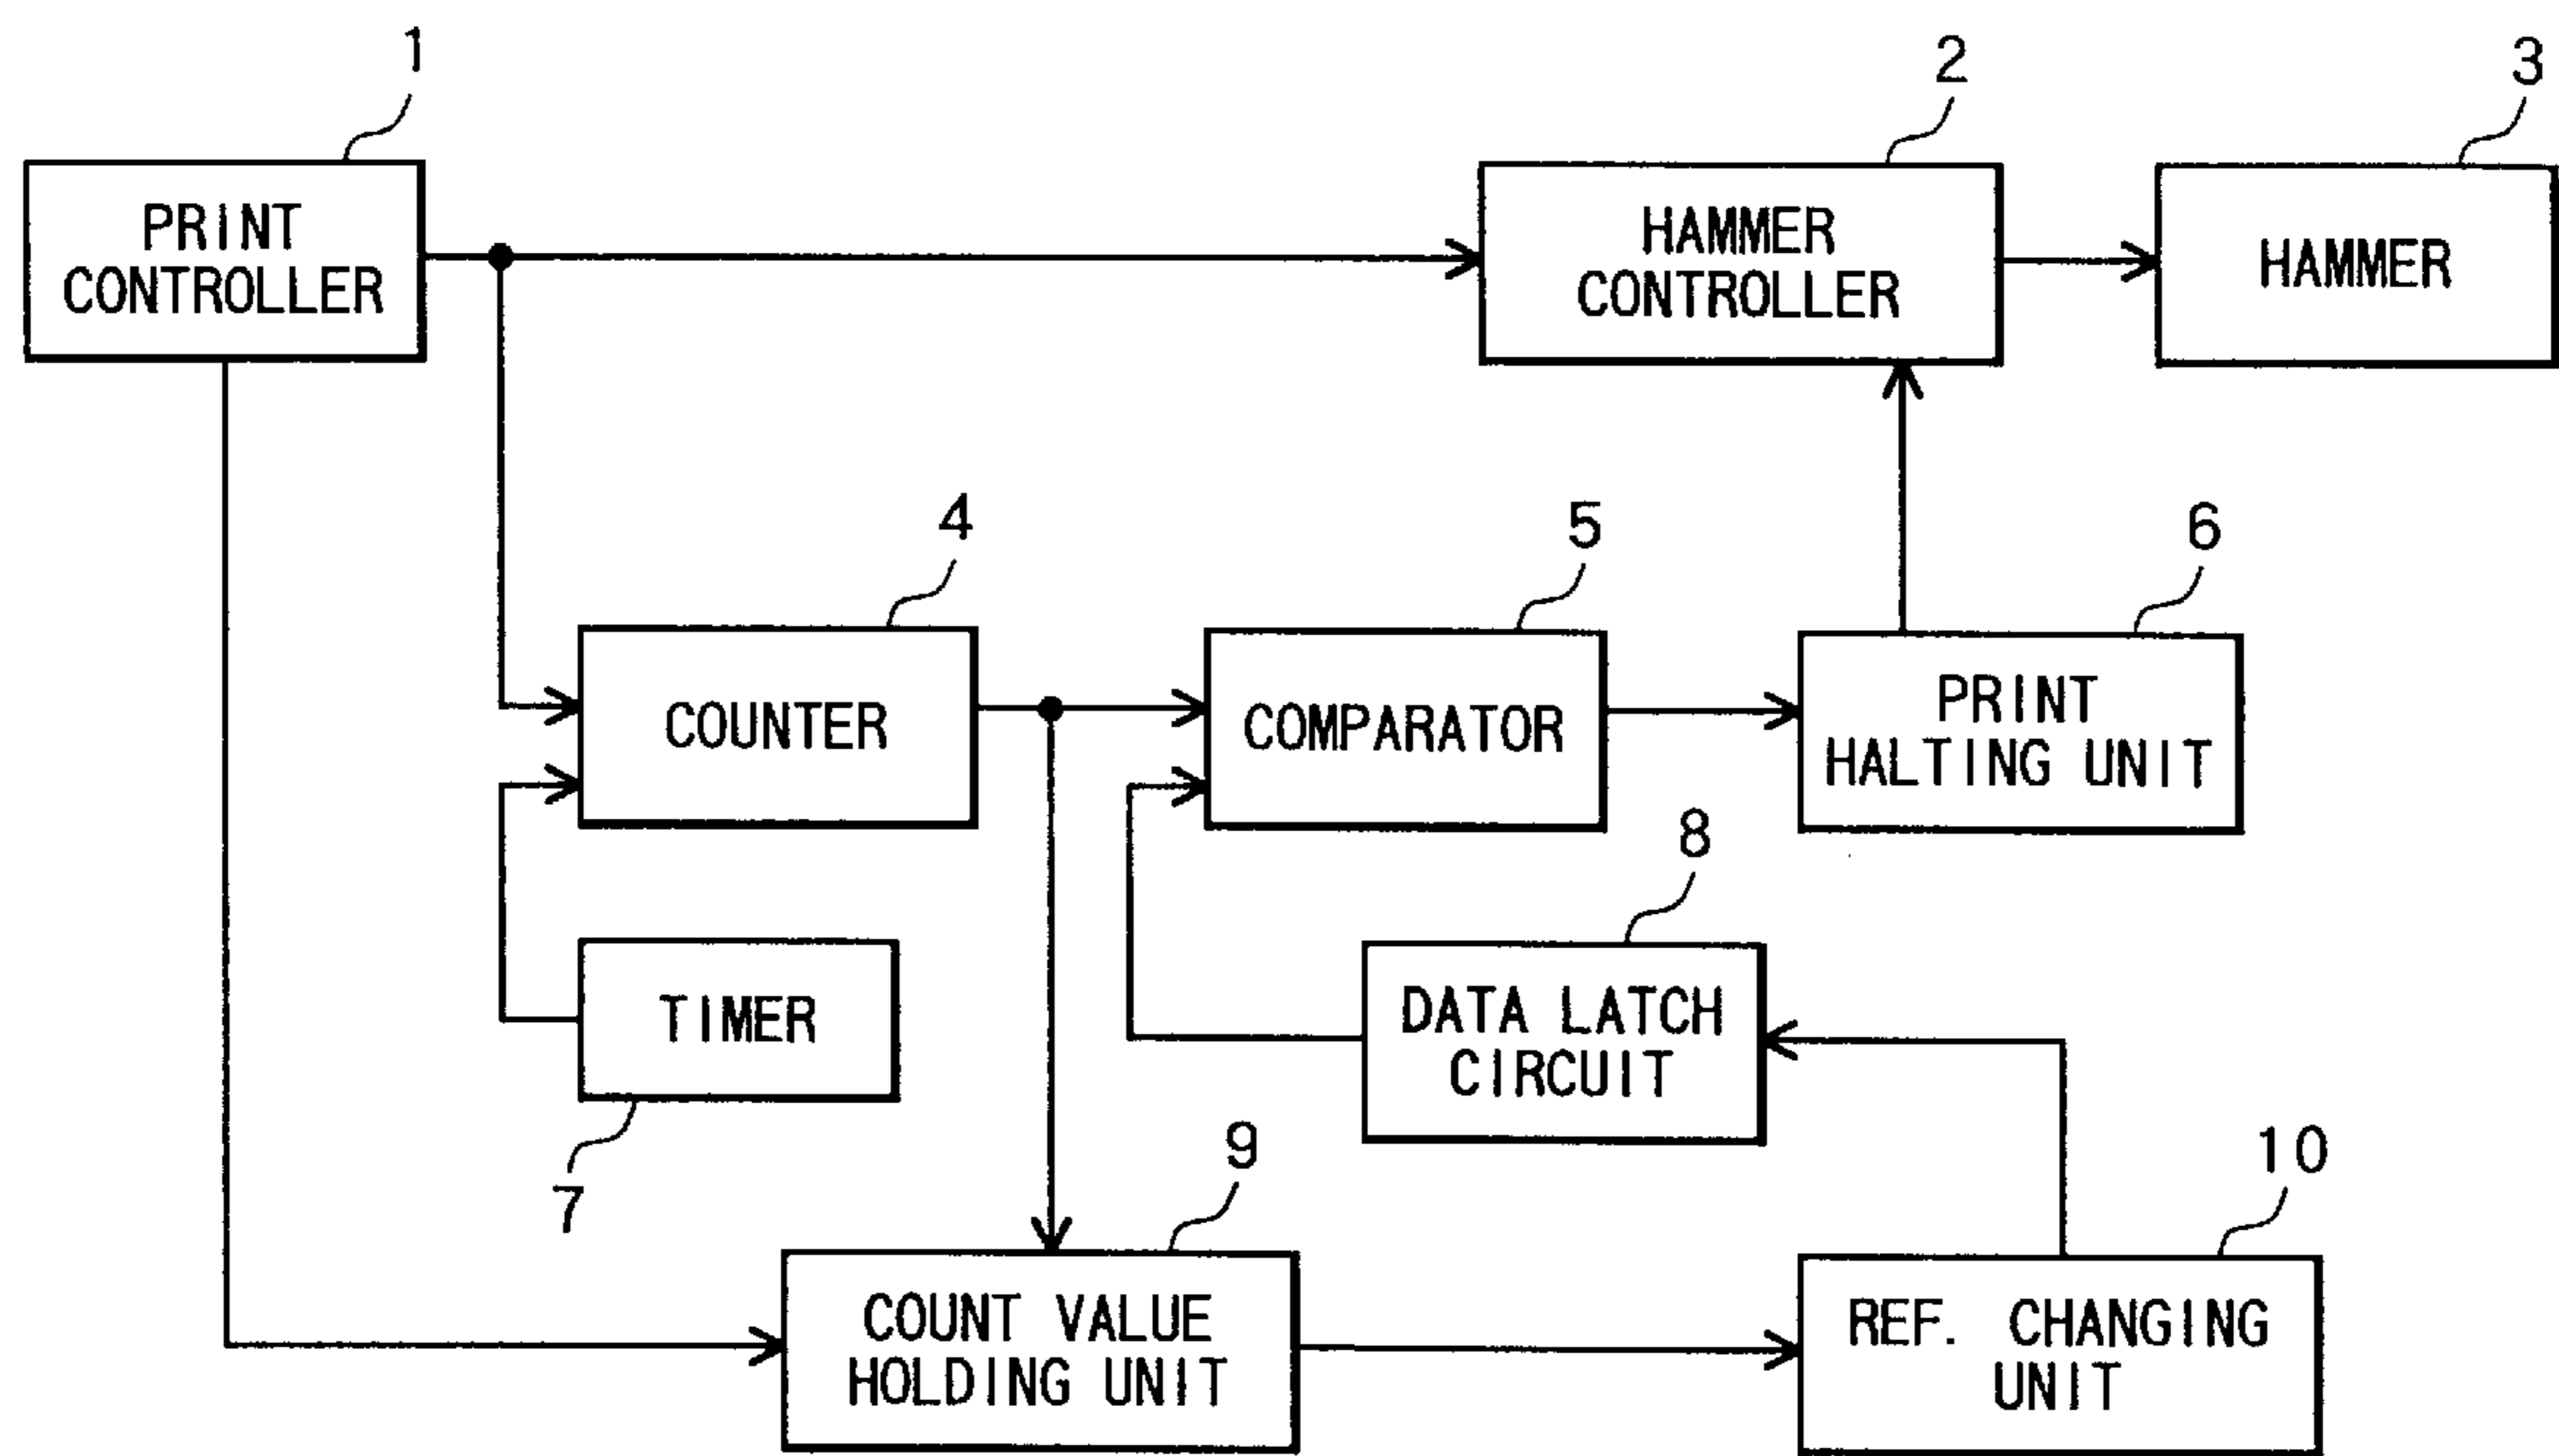 1
2
3
PRINT
CONTROLLER
HAMMER
CONTROLLER
HAMMER
4
5
6
COUNTER
COMPARATOR
PRINT
HALTING UNIT
8
TIMER
DATA LATCH
CIRCUIT
7
9
10
COUNT VALUE
HOLDING UNIT
REF. CHANGING
UNIT